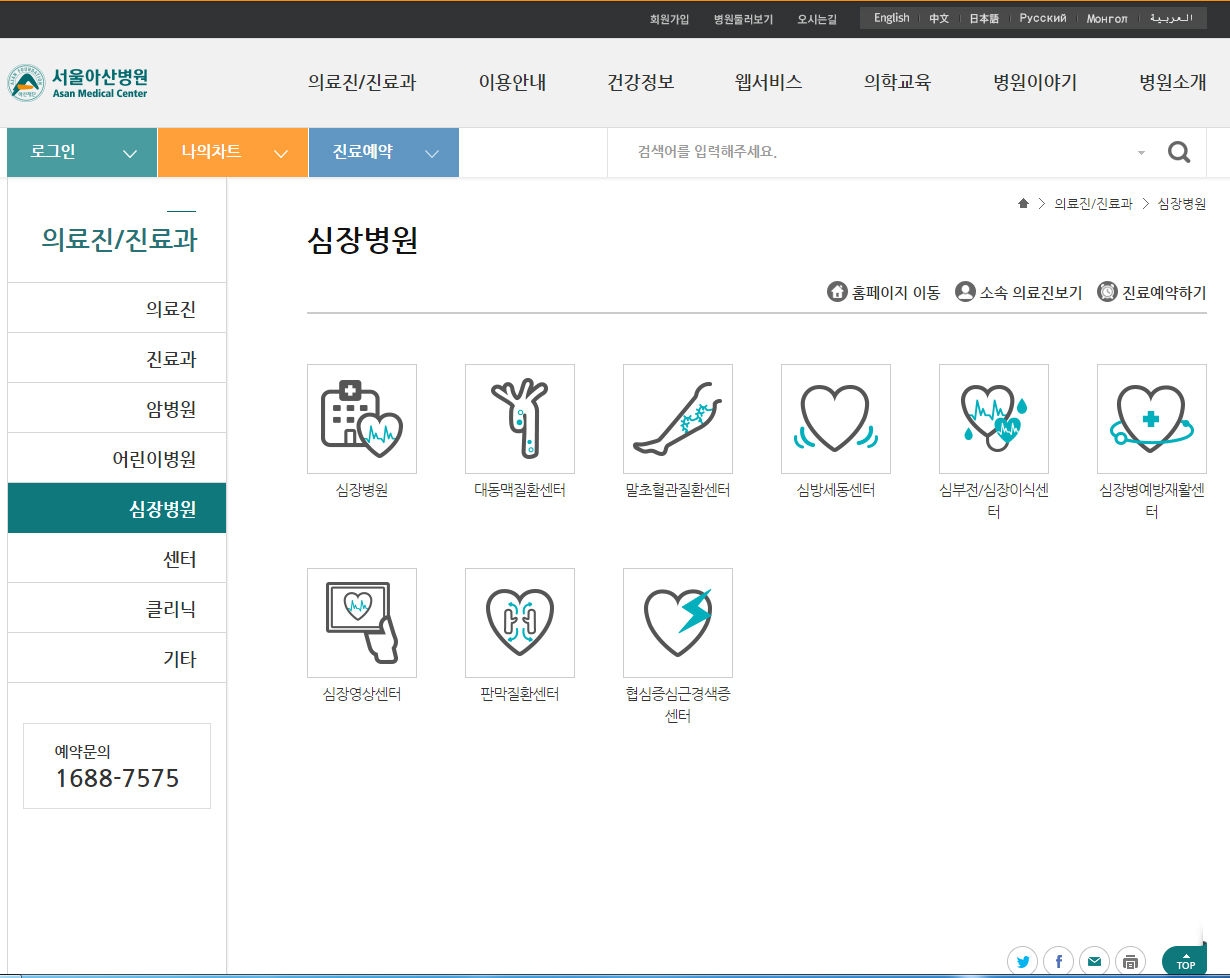 회원가입 병원둘러보기 오시는길 English 中文 日本語 Русский Монгол العربية
서울아산병원
Asan Medical Center
의료진/진료과 이용안내 건강정보 웹서비스 의학교육 병원이야기 병원소개
로그인 나의차트 진료예약 검색어를 입력해주세요.
의료진/진료과 > 심장병원
의료진/진료과
심장병원
홈페이지 이동 소속 의료진보기 진료예약하기
의료진
진료과
암병원
어린이병원
심장병원
센터
클리닉
기타
예약문의
1688-7575
심장병원 대동맥질환센터 말초혈관질환센터 심방세동센터 심부전/심장이식센 심장병예방재활센
터 터
심장영상센터 판막질환센터 협심증심근경색증
센터
TOP